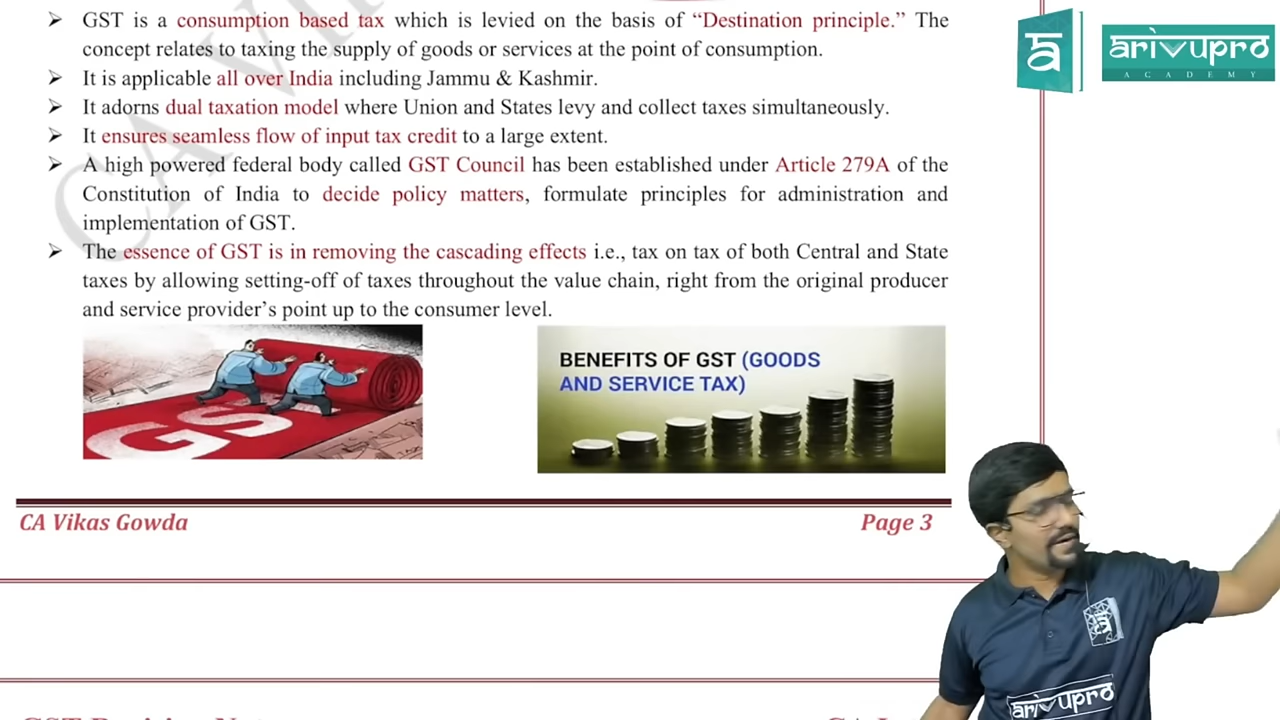 GST is a consumption based tax which is levied on the basis of “Destination principle.” The
concept relates to taxing the supply of goods or services at the point of consumption.
It is applicable all over India including Jammu & Kashmir.
It adorns dual taxation model where Union and States levy and collect taxes simultaneously.
It ensures seamless flow of input tax credit to a large extent.
A high powered federal body called GST Council has been established under Article 279A of the
Constitution of India to decide policy matters, formulate principles for administration and
implementation of GST.
The essence of GST is in removing the cascading effects i.e., tax on tax of both Central and State
taxes by allowing setting-off of taxes throughout the value chain, right from the original producer
and service provider’s point up to the consumer level.
GST
BENEFITS OF GST (GOODS
AND SERVICE TAX)
CA Vikas Gowda
Page 3
arivupro
ACADEMY
arivupro
CA VI